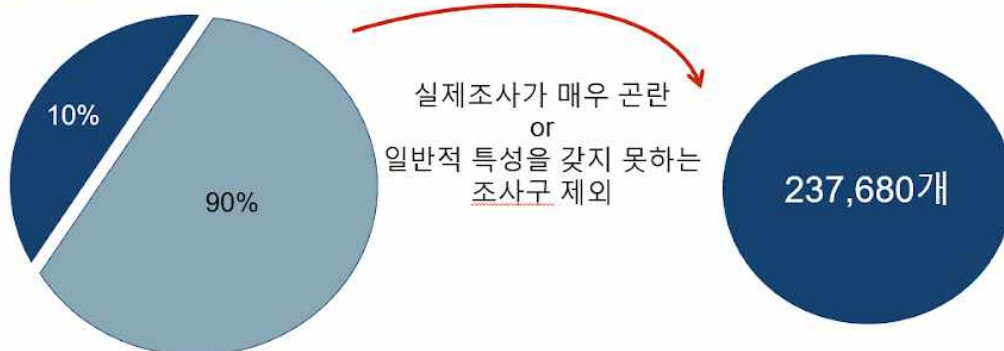 10%
90%
실제조사가 매우 곤란
or
일반적 특성을 갖지 못하는
조사구 제외
237,680개